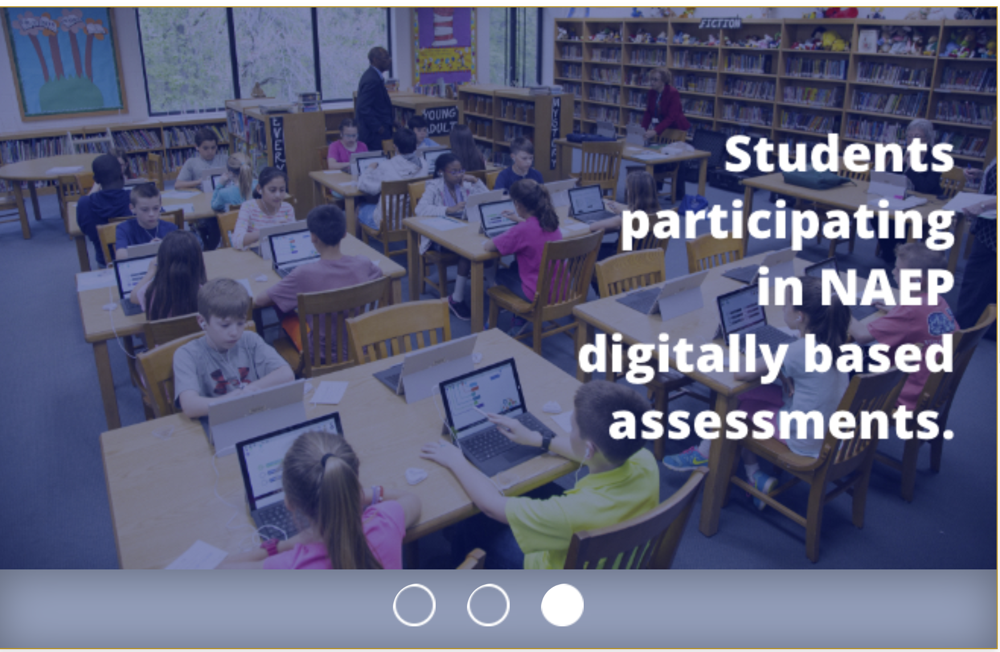 FICTION
YOUNG
ADULT
MYSTERY
EVERY
Students
participating
in NAEP
digitally based
assessments.